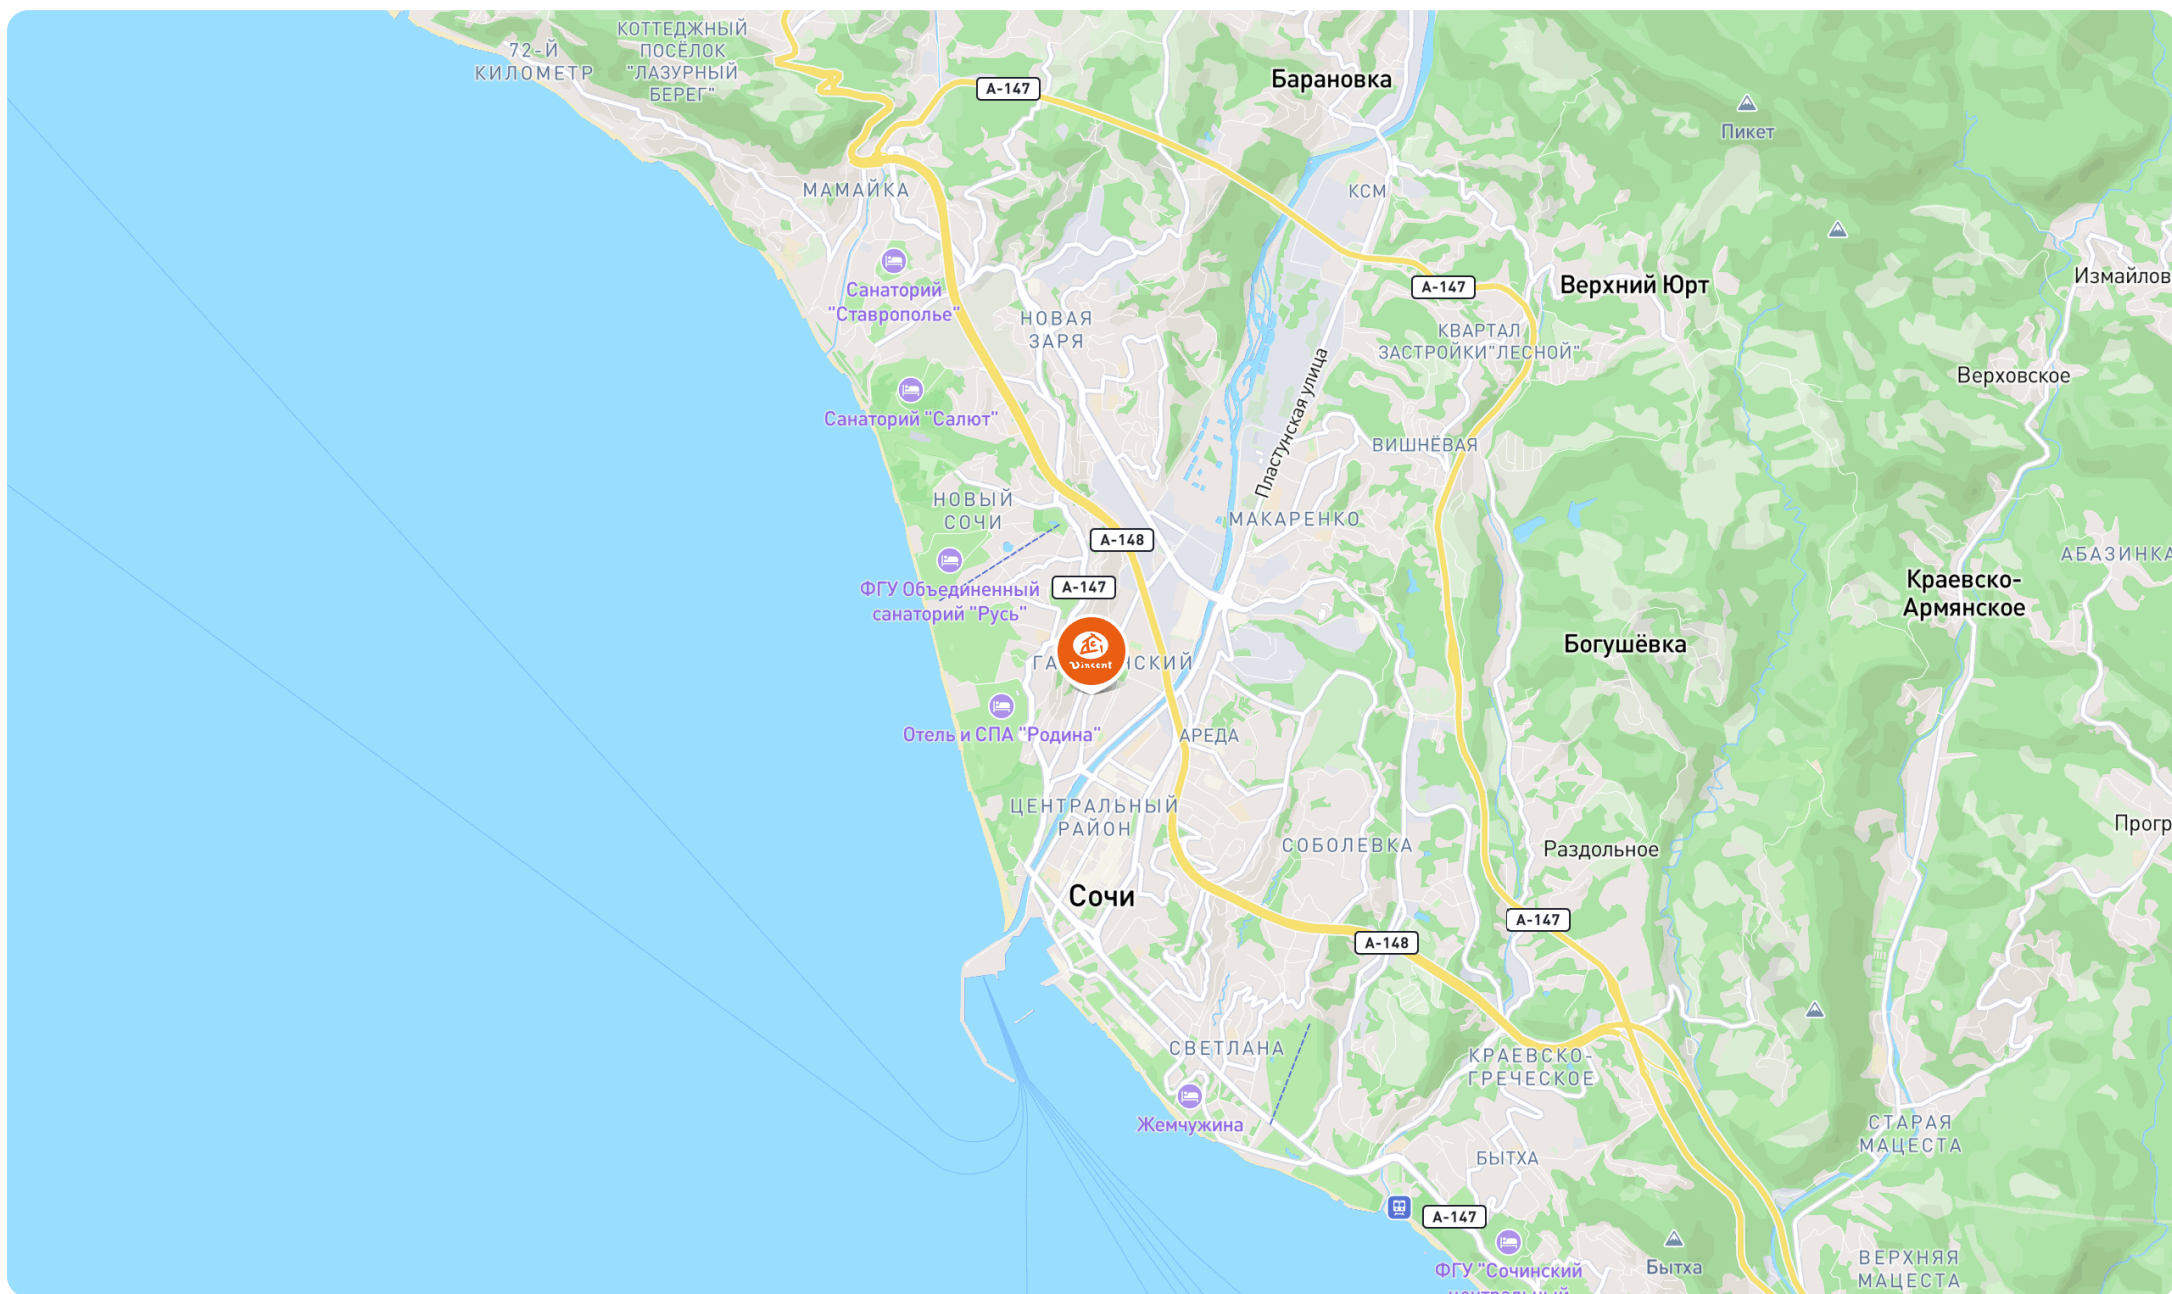 КОТТЕДЖНЫЙ
ПОСЁЛОК
"ЛАЗУРНЫЙ
БЕРЕГ"
72-Й
КИЛОМЕТР
А-147
Барановка
Пикет
МАМАЙКА
КСМ
Санаторий
"Ставрополье"
НОВАЯ
ЗАРЯ
А-147
Верхний Юрт
Измайлов
КВАРТАЛ
ЗАСТРОЙКИ"ЛЕСНОЙ"
Верховское
Санаторий "Салют"
Пластунская улица
ВИШНЁВАЯ
НОВЫЙ
СОЧИ
МАКАРЕНКО
А-148
АБАЗИНКА
ФГУ Объединенный
санаторий "Русь"
А-147
Краевско-
Армянское
Vincent
ГА НСКИЙ
Богушёвка
Отель и СПА "Родина"
АРЕДА
ЦЕНТРАЛЬНЫЙ
РАЙОН
СОБОЛЕВКА
Раздольное
Прогр
Сочи
А-147
А-148
СВЕТЛАНА
КРАЕВСКО-
ГРЕЧЕСКОЕ
Жемчужина
СТАРАЯ
МАЦЕСТА
БЫТХА
А-147
ФГУ "Сочинский
Бытха
ВЕРХНЯЯ
МАЦЕСТА